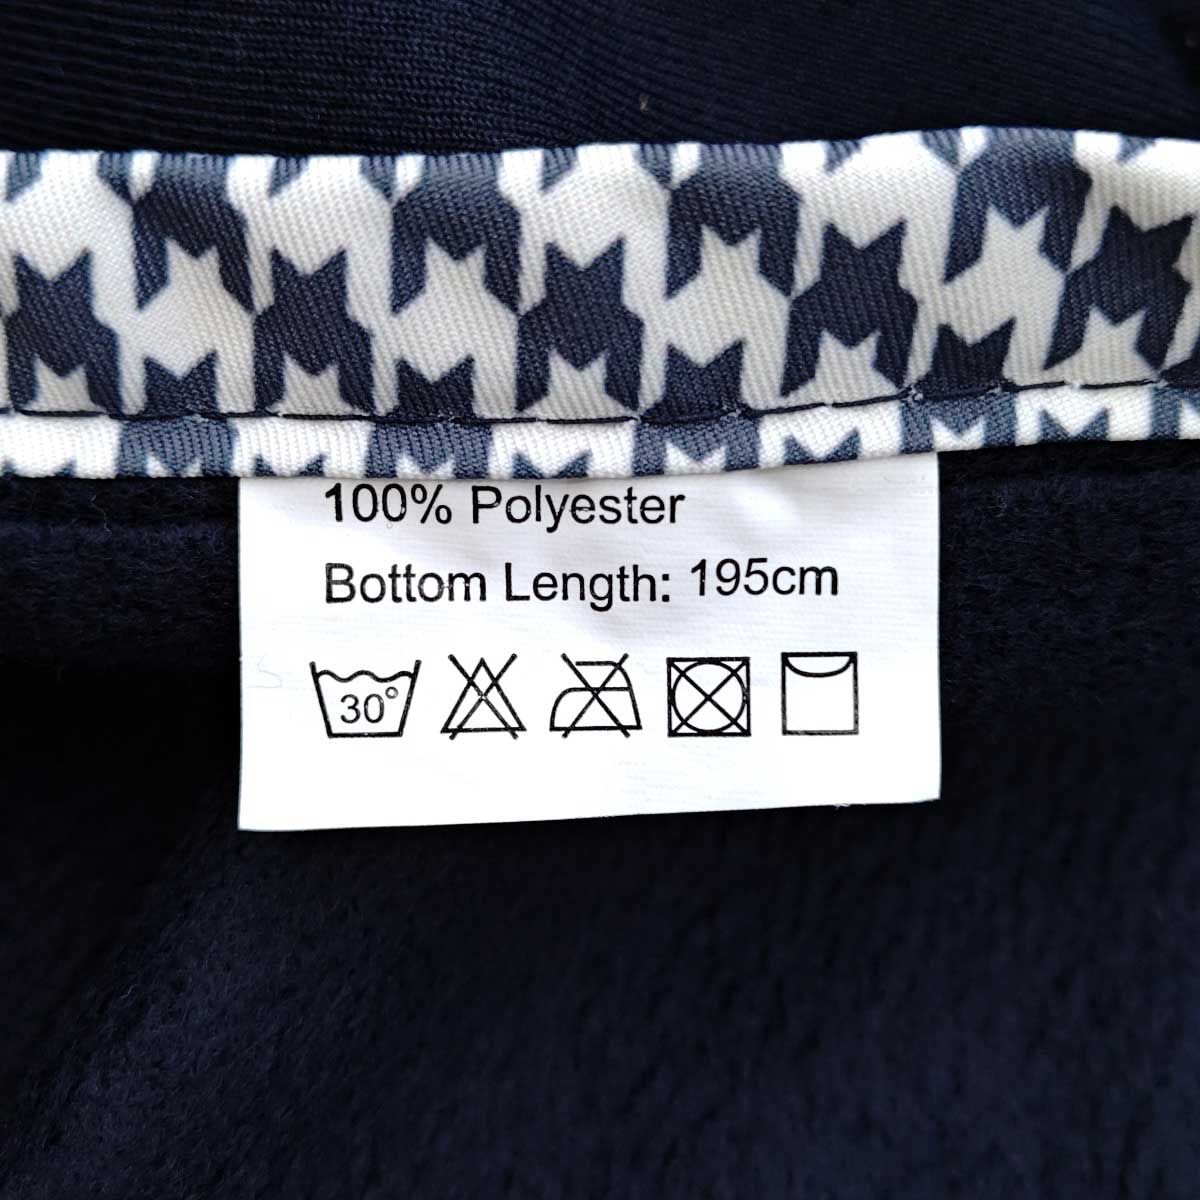 100% Polyester
Bottom Length: 195cm
30°